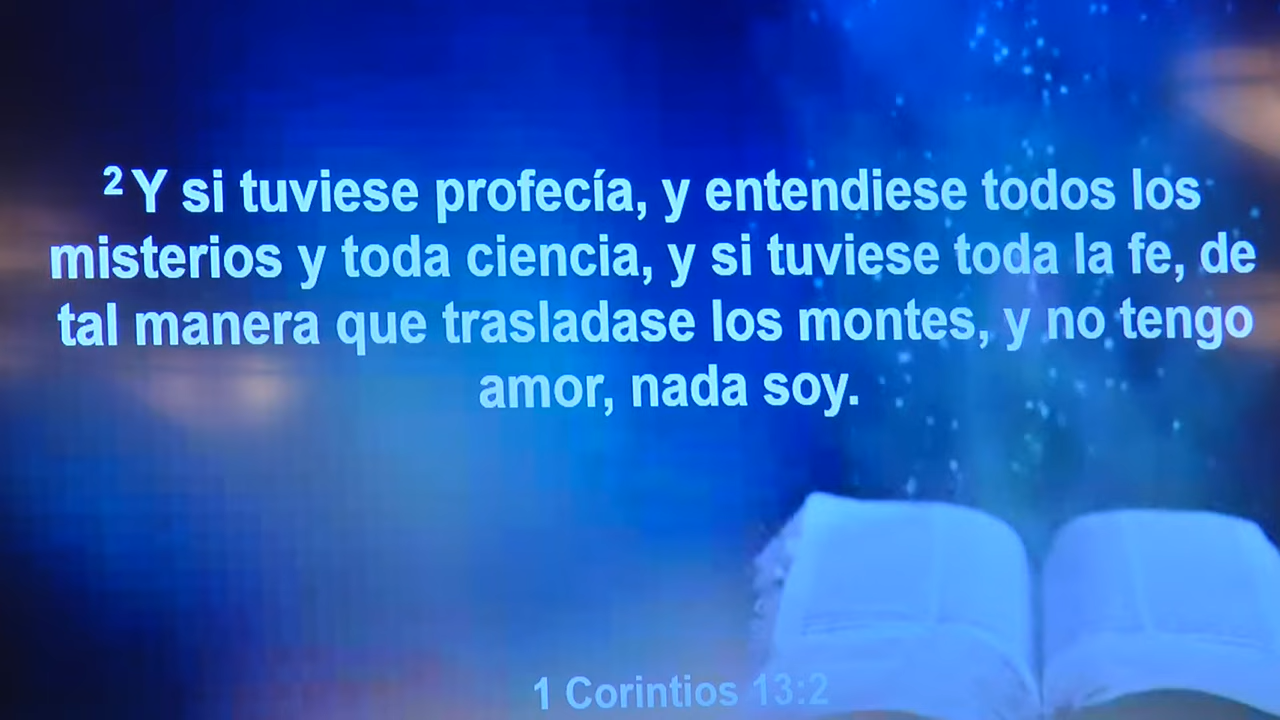 ² Y si tuviese profecía, y entendiese todos los
misterios y toda ciencia, y si tuviese toda la fe, de
tal manera que trasladase los montes, y no tengo
amor, nada soy.
1 Corintios 13:2